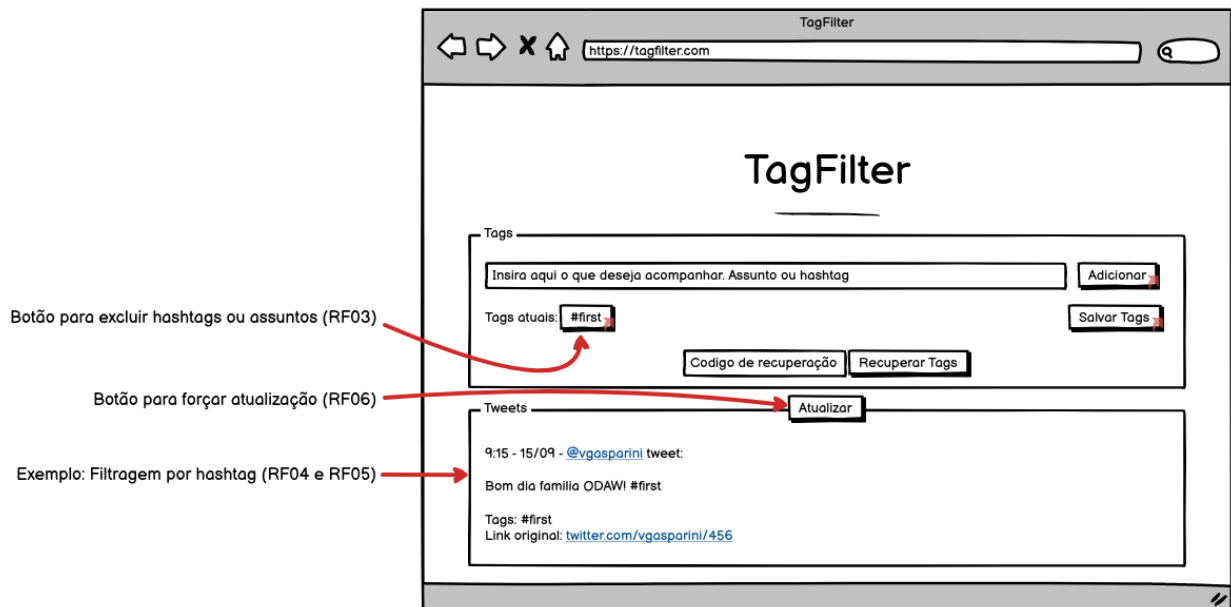 TagFilter
https://tagfilter.com
TagFilter
Tags
Insira aqui o que deseja acompanhar. Assunto ou hashtag
Adicionar
Botão para excluir hashtags ou assuntos (RF03)
Tags atuais:
#first
Salvar Tags
Codigo de recuperação
Recuperar Tags
Botão para forçar atualização (RF06)
Tweets
Atualizar
9:15 - 15/09 - @vgasparini tweet:
Exemplo: Filtragem por hashtag (RF04 e RF05)
Bom dia familia ODAW! #first
Tags: #first
Link original: twitter.com/vgasparini/456